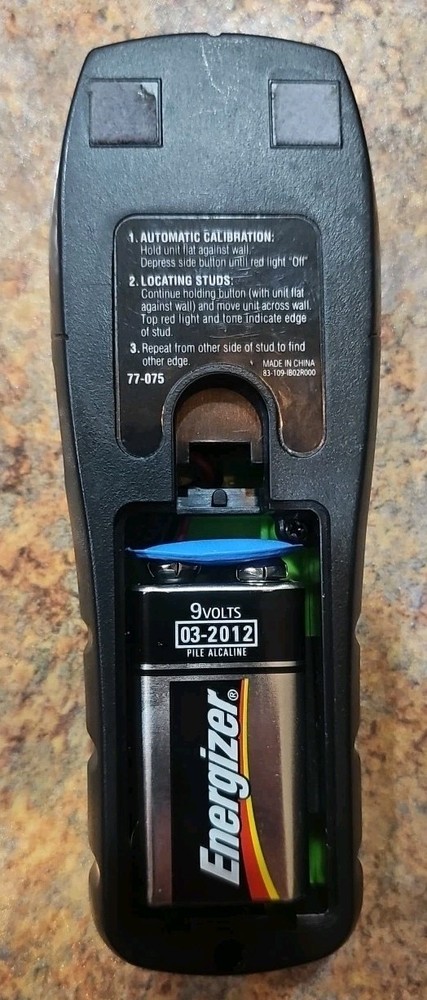 1. AUTOMATIC CALIBRATION:
Hold unit flat against wall.
Depress side button until red light "Off"
2. LOCATING STUDS:
Continue holding button (with unit flat
against wall) and move unit across wall.
Top red light and tone indicate edge
of stud.
3. Repeat from other side of stud to find
other edge.
MADE IN CHINA
77-075
83-109-IB02R000
9VOLTS
03-2012
PILE ALCALINE
Energizer®